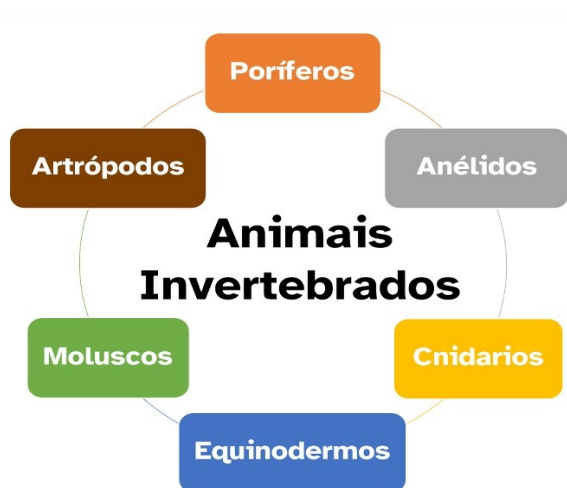 Poríferos
Artrópodos
Anélidos
Animais
Invertebrados
Moluscos
Cnidarios
Equinodermos